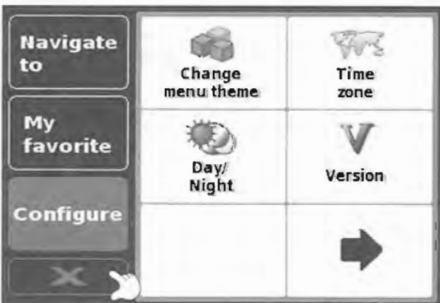 Navigate
to
My
favorite
Configure
Change
menu theme
Time
zone
Day/
Night
Version